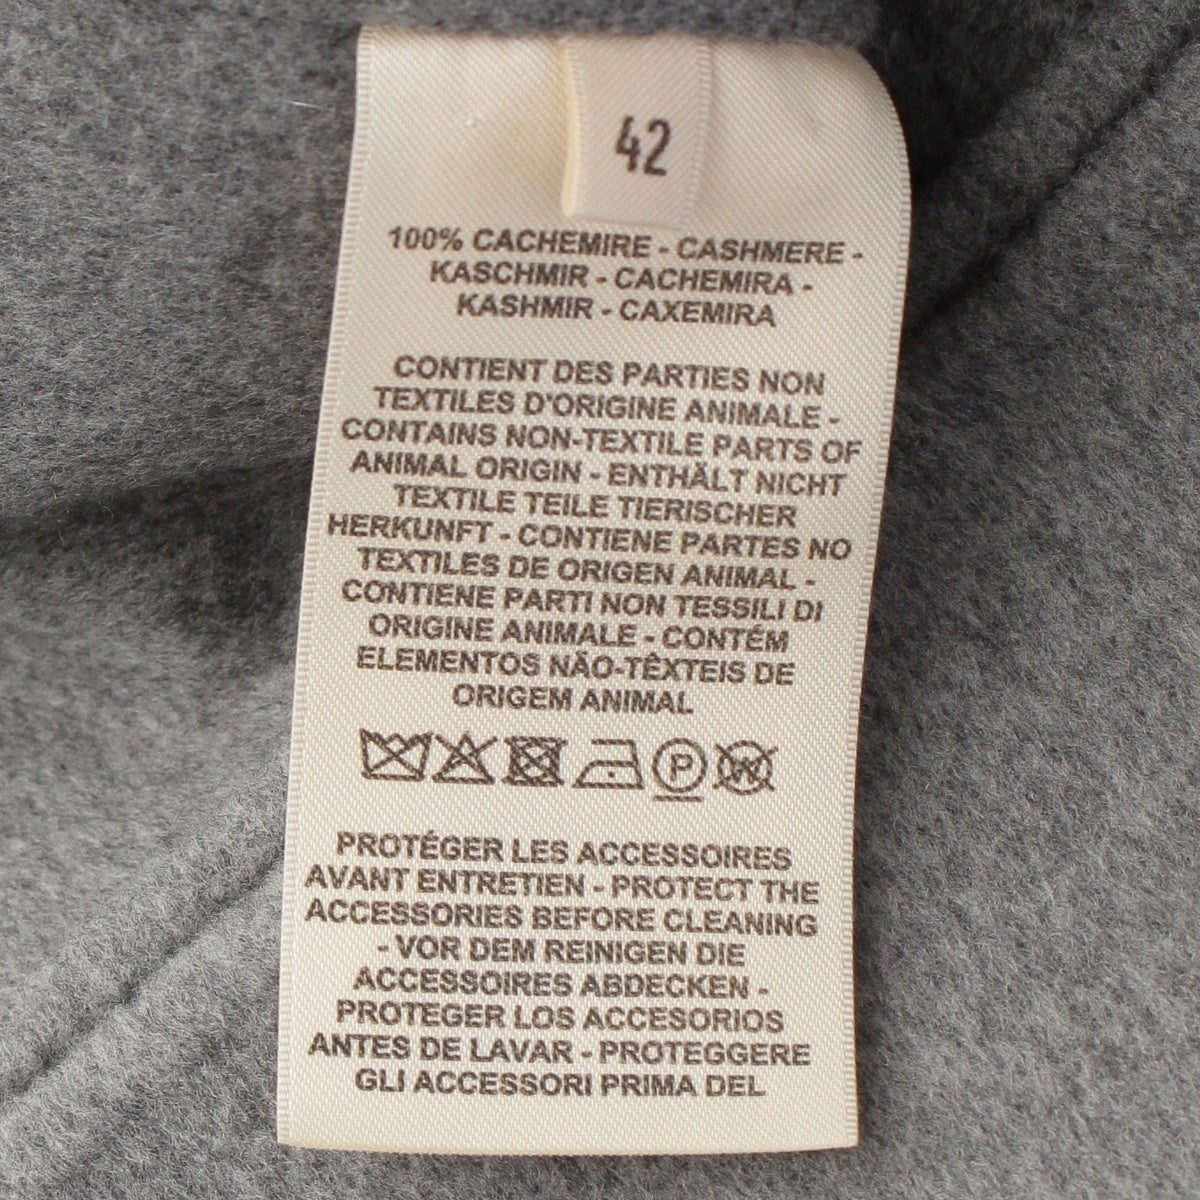 42
100% CACHEMIRE - CASHMERE -
KASCHMIR - CACHEMIRA -
KASHMIR - CAXEMIRA
CONTIENT DES PARTIES NON
TEXTILES D'ORIGINE ANIMALE -
CONTAINS NON-TEXTILE PARTS OF
ANIMAL ORIGIN - ENTHÄLT NICHT
TEXTILE TEILE TIERISCHER
HERKUNFT - CONTIENE PARTES NO
TEXTILES DE ORIGEN ANIMAL -
CONTIENE PARTI NON TESSILI DI
ORIGINE ANIMALE - CONTÉM
ELEMENTOS NÃO-TÊXTEIS DE
ORIGEM ANIMAL
P W
PROTÉGER LES ACCESSOIRES
AVANT ENTRETIEN - PROTECT THE
ACCESSORIES BEFORE CLEANING
- VOR DEM REINIGEN DIE
ACCESSOIRES ABDECKEN -
PROTEGER LOS ACCESORIOS
ANTES DE LAVAR - PROTEGGERE
GLI ACCESSORI PRIMA DEL